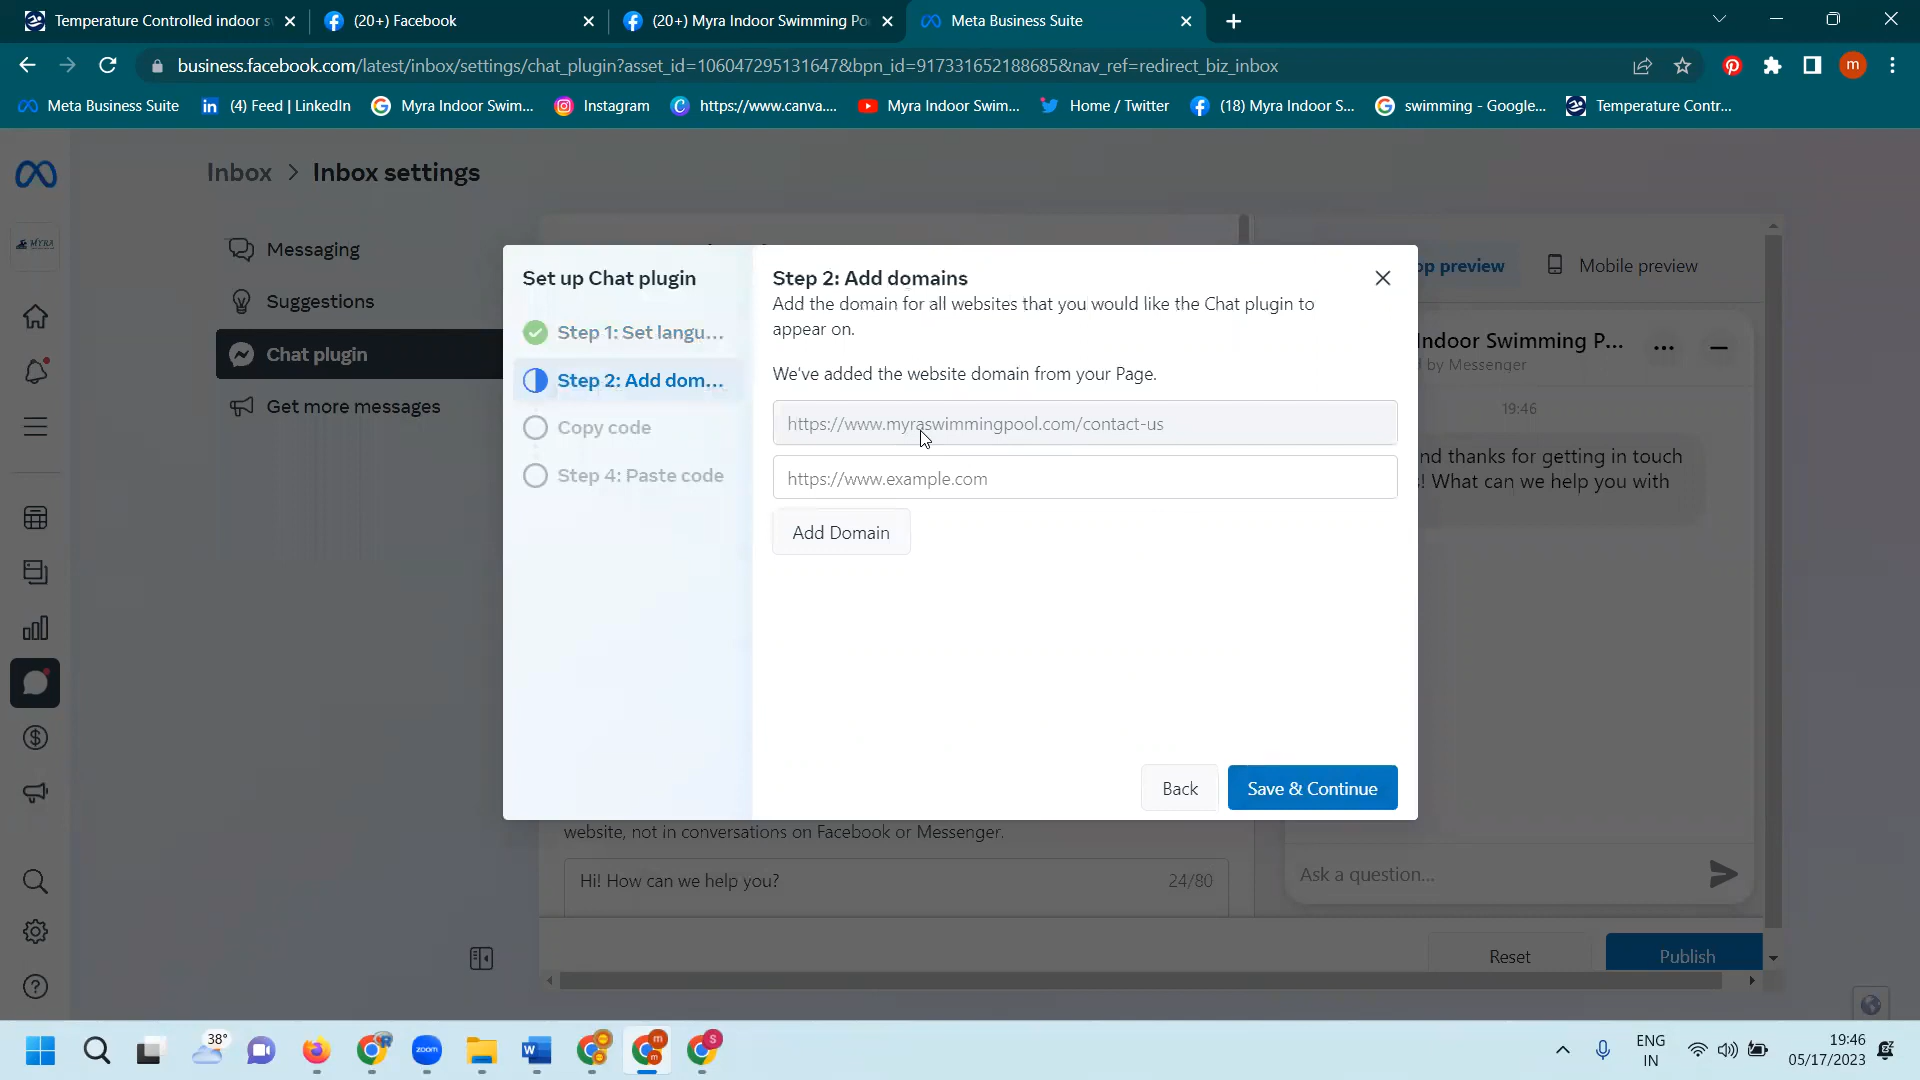 Temperature Controlled indoor s
(20+) Facebook
(20+) Myra Indoor Swimming Po
Meta Business Suite
business.facebook.com/latest/inbox/settings/chat_plugin?asset_id=106047295131647&bpn_id=917331652188685&nav_ref=redirect_biz_inbox
m
Meta Business Suite
(4) Feed | LinkedIn
Myra Indoor Swim...
Instagram
https://www.canva....
Myra Indoor Swim...
Home / Twitter
(18) Myra Indoor S...
swimming - Google...
Temperature Contr...
Inbox > Inbox settings
MYRA
Messaging
Suggestions
Chat plugin
Get more messages
Set up Chat plugin
Step 1: Set langu...
Step 2: Add dom...
Copy code
Step 4: Paste code
Step 2: Add domains
Add the domain for all websites that you would like the Chat plugin to
appear on.
We've added the website domain from your Page.
https://www.myraswimmingpool.com/contact-us
https://www.example.com
Add Domain
Back
Save & Continue
op preview
Mobile preview
Indoor Swimming P...
d by Messenger
19:46
nd thanks for getting in touch
s! What can we help you with
website, not in conversations on Facebook or Messenger.
Hi! How can we help you?
24/80
Ask a question...
Reset
Publish
38°
zoom
m
S
ENG
IN
19:46
05/17/2023